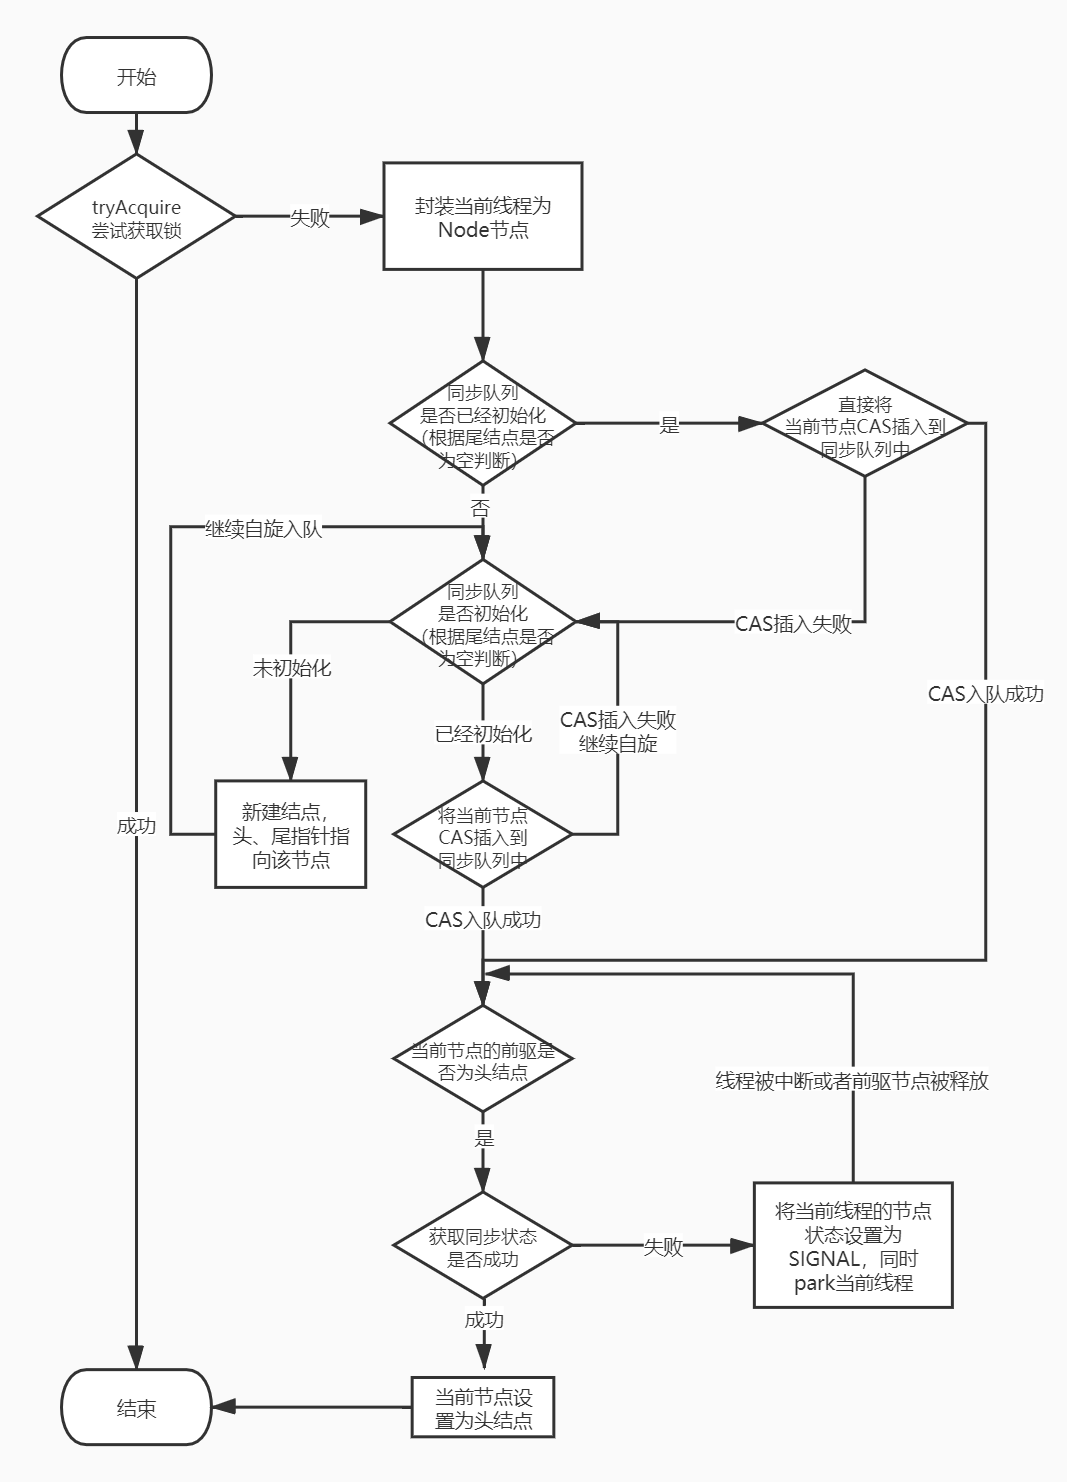 开始
tryAcquire
尝试获取锁
失败
封装当前线程为
Node节点
同步队列
是否已经初始化
（根据尾结点是否
为空判断）
是
直接将
当前节点CAS插入到
同步队列中
否
继续自旋入队
同步队列
是否初始化
（根据尾结点是否
为空判断）
CAS插入失败
未初始化
CAS入队成功
已经初始化
CAS插入失败
继续自旋
新建结点，
头、尾指针指
向该节点
成功
将当前节点
CAS插入到
同步队列中
CAS入队成功
当前节点的前驱是
否为头结点
线程被中断或者前驱节点被释放
是
获取同步状态
是否成功
失败
将当前线程的节点
状态设置为
SIGNAL，同时
park当前线程
成功
当前节点设
置为头结点
结束